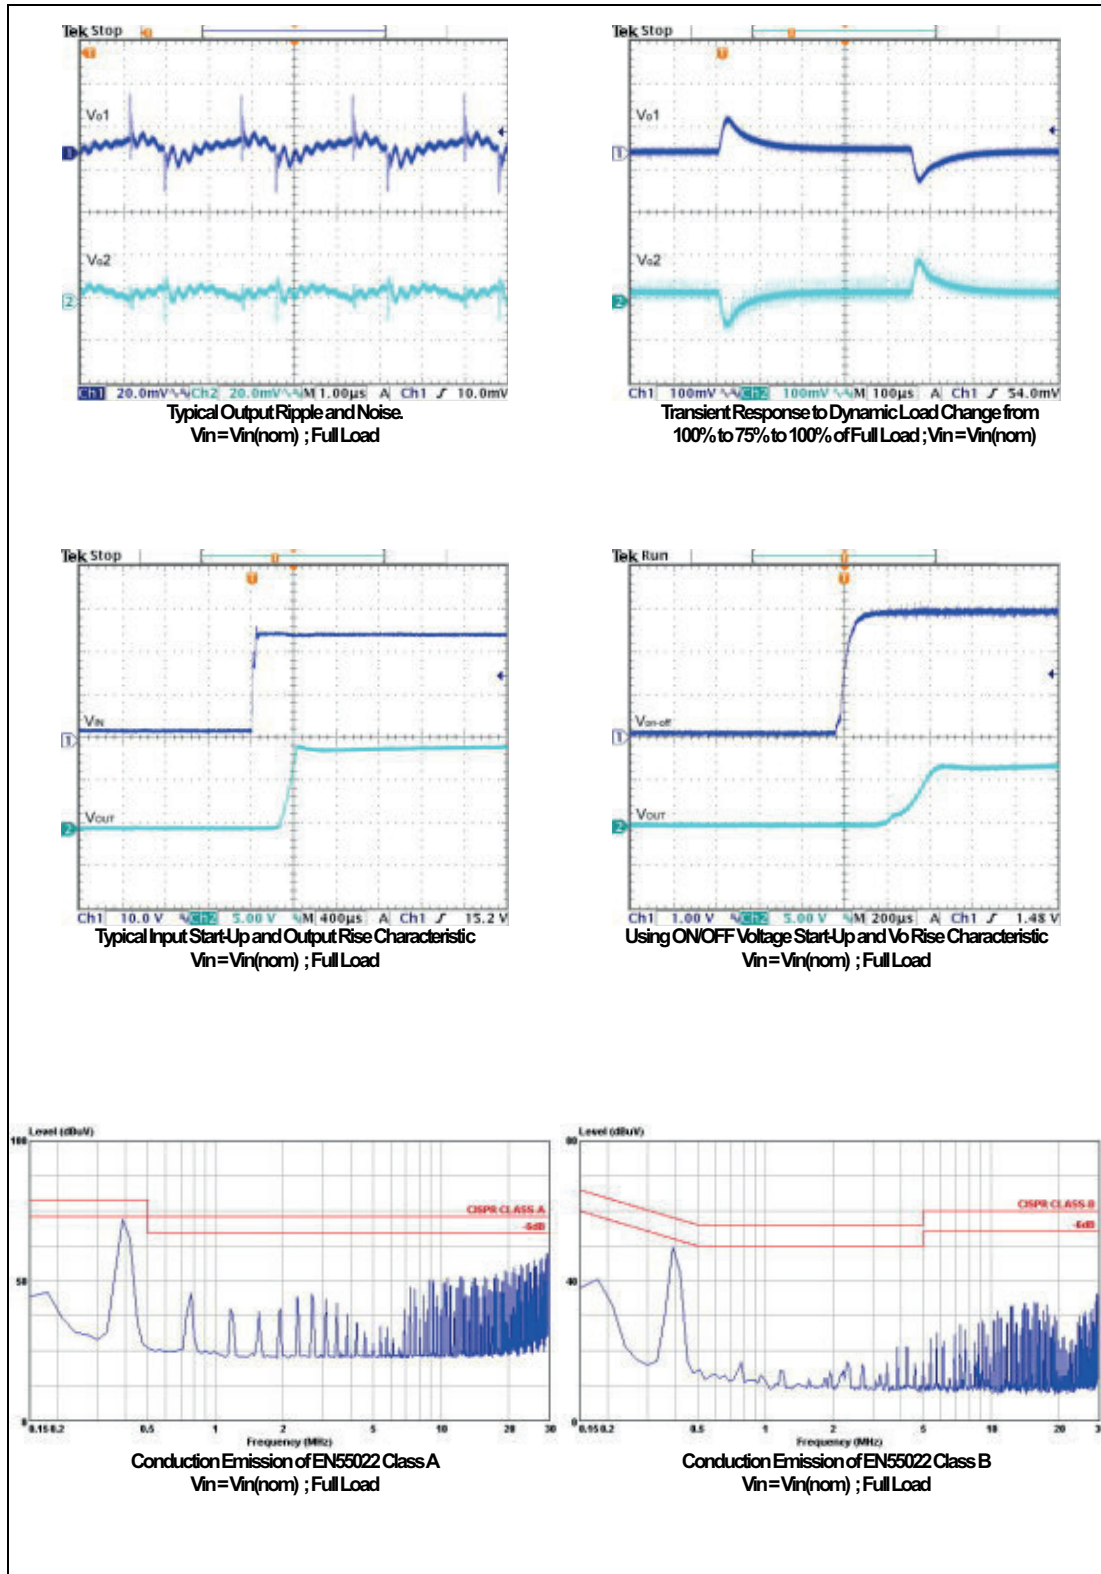 Tek Stop
Vo1
Vo2
1
2
Ch1 20.0mV Ch2 20.0mV M 1.00µs A Ch1 10.0mV
Typical Output Ripple and Noise.
Vin = Vin(nom) ; Full Load
Tek Stop
Vo1
Vo2
1
2
Ch1 100mV Ch2 100mV M 100µs A Ch1 54.0mV
Transient Response to Dynamic Load Change from
100% to 75% to 100% of Full Load ; Vin = Vin(nom)
Tek Stop
VIN
1
VOUT
2
Ch1 10.0 V Ch2 5.00 V M 400µs A Ch1 15.2 V
Typical Input Start-Up and Output Rise Characteristic
Vin = Vin(nom) ; Full Load
Tek Run
Von-off
1
VOUT
2
Ch1 1.00 V Ch2 5.00 V M 200µs A Ch1 1.48 V
Using ON/OFF Voltage Start-Up and Vo Rise Characteristic
Vin = Vin(nom) ; Full Load
Level (dBuV)
100
CISPR CLASS-A
-6dB
50
0
0.15 0.2 0.5 1 2 5 10 20 30
Frequency (MHz)
Conduction Emission of EN55022 Class A
Vin = Vin(nom) ; Full Load
Level (dBuV)
80
CISPR CLASS-B
-6dB
40
0
0.15 0.2 0.5 1 2 5 10 20 30
Frequency (MHz)
Conduction Emission of EN55022 Class B
Vin = Vin(nom) ; Full Load